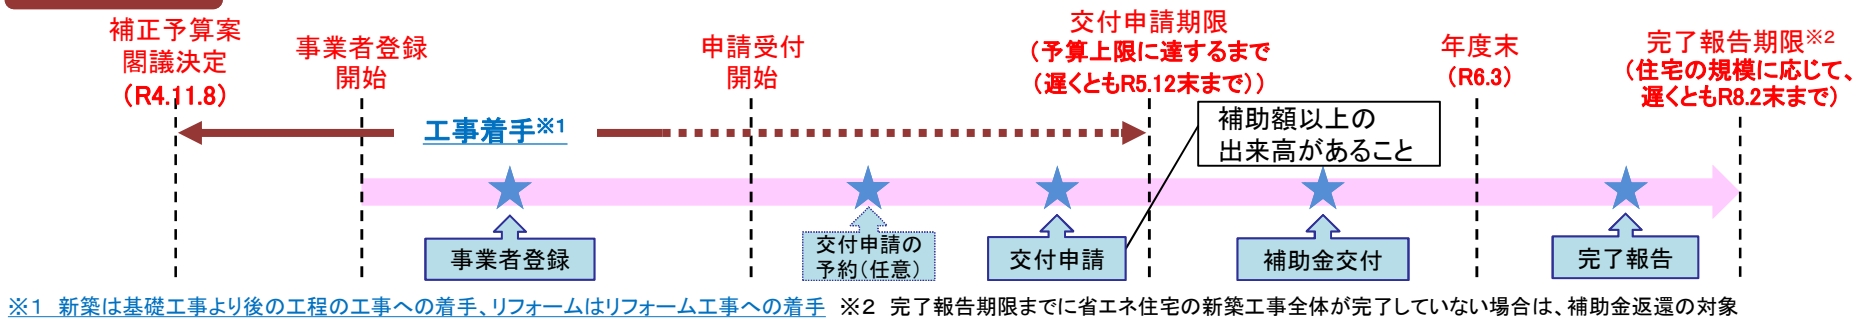 補正予算案
閣議決定
(R4.11.8)
事業者登録
開始
申請受付
開始
交付申請期限
(予算上限に達するまで
(遅くともR5.12末まで))
年度末
(R6.3)
完了報告期限※2
(住宅の規模に応じて、
遅くともR8.2末まで)
工事着手※1
補助額以上の
出来高があること
事業者登録
交付申請の
予約(任意)
交付申請
補助金交付
完了報告
※1 新築は基礎工事より後の工程の工事への着手、リフォームはリフォーム工事への着手 ※2 完了報告期限までに省エネ住宅の新築工事全体が完了していない場合は、補助金返還の対象